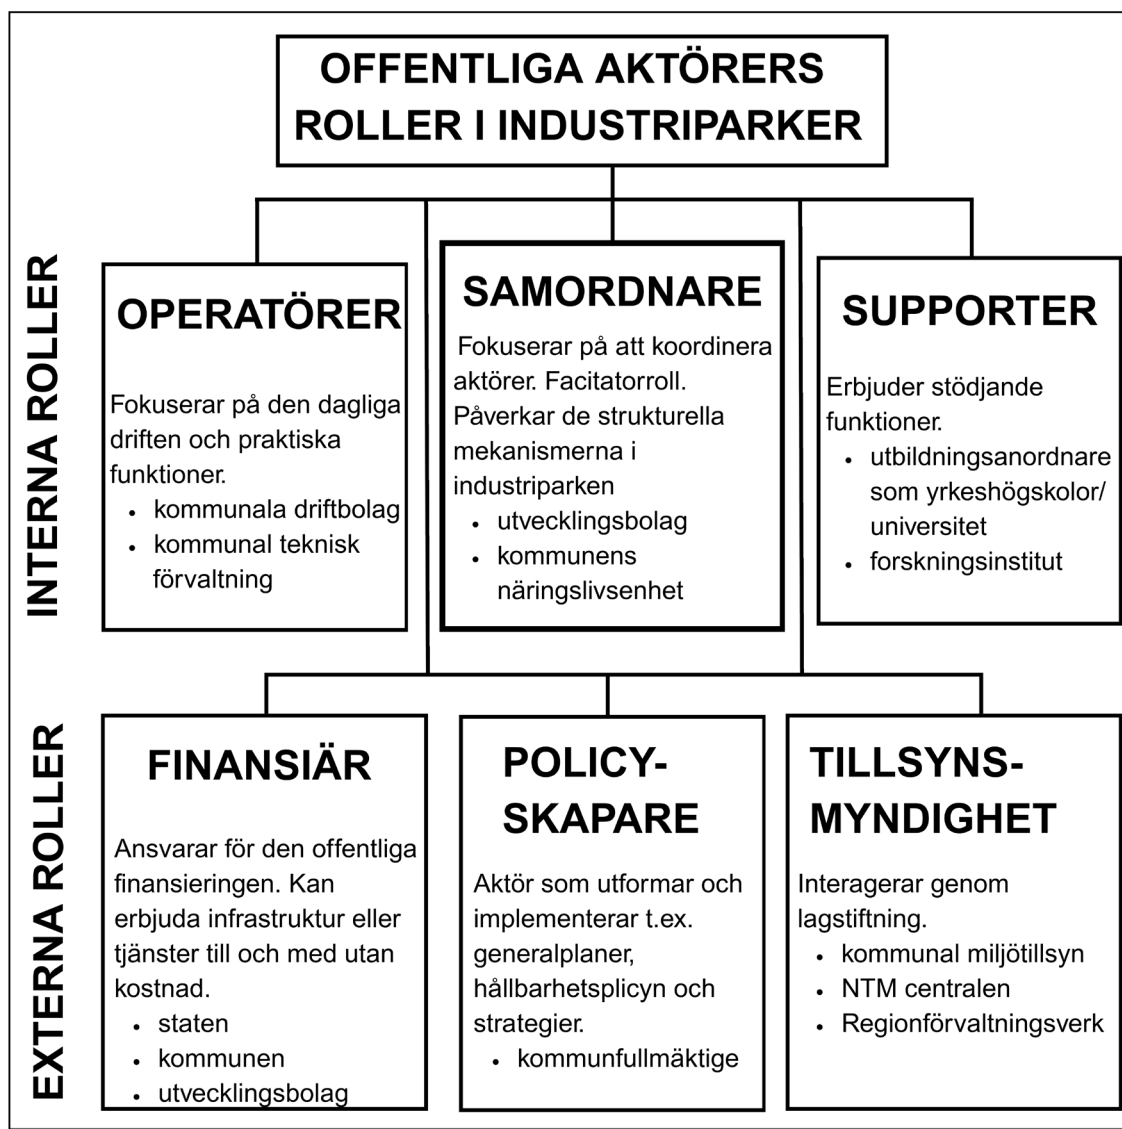 OFFENTLIGA AKTÖRERS
ROLLER I INDUSTRIPARKER
INTERNA ROLLER
OPERATÖRER
Fokuserar på den dagliga
driften och praktiska
funktioner.
• kommunala driftbolag
• kommunal teknisk
förvaltning
SAMORDNARE
Fokuserar på att koordinera
aktörer. Facitatorroll.
Påverkar de strukturella
mekanismerna i
industriparken
• utvecklingsbolag
• kommunens
näringslivsenhet
SUPPORTER
Erbjuder stödjande
funktioner.
• utbildningsanordnare
som yrkeshögskolor/
universitet
• forskningsinstitut
EXTERNA ROLLER
FINANSIÄR
Ansvarar för den offentliga
finansieringen. Kan
erbjuda infrastruktur eller
tjänster till och med utan
kostnad.
• staten
• kommunen
• utvecklingsbolag
POLICY-
SKAPARE
Aktör som utformar och
implementerar t.ex.
generalplaner,
hållbarhetsplicyn och
strategier.
• kommunfullmäktige
TILLSYNS-
MYNDIGHET
Interagerar genom
lagstiftning.
• kommunal miljötillsyn
• NTM centralen
• Regionförvaltningsverk